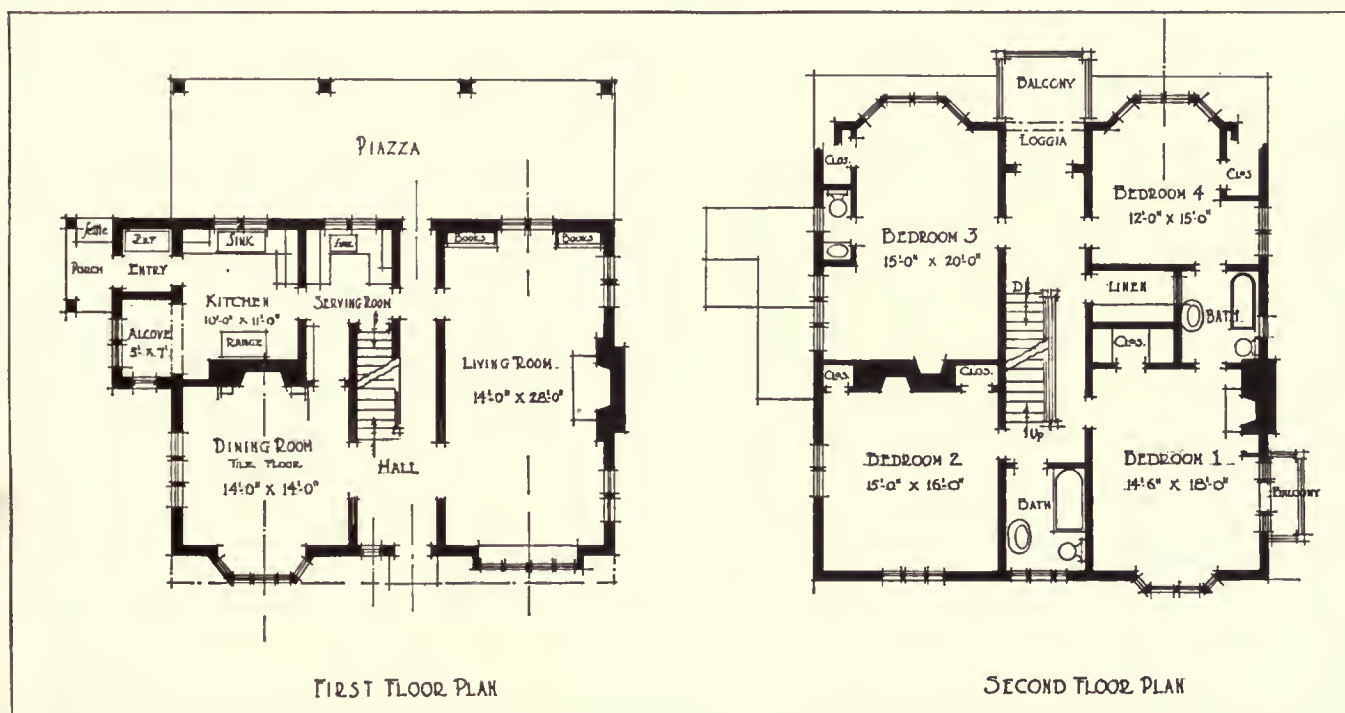 PIAZZA
Settle
REF
SINK
SINK
BOOKS
BOOKS
PORCH
ENTRY
KITCHEN
10'-0" x 11'-0"
SERVING ROOM
ALCOVE
5' x 7'
RANGE
LIVING ROOM
14'-0" x 28'-0"
DINING ROOM
TILE FLOOR
14'-0" x 14'-0"
HALL
FIRST FLOOR PLAN
BALCONY
LOGGIA
CLOS.
CLOS
BEDROOM 4
12'-0" x 15'-0"
BEDROOM 3
15'-0" x 20'-0"
D
LINEN
BATH
CLOS.
CLOS.
CLOS.
UP
BEDROOM 2
15'-0" x 16'-0"
BEDROOM 1
14'-6" x 18'-0"
BATH
BALCONY
SECOND FLOOR PLAN